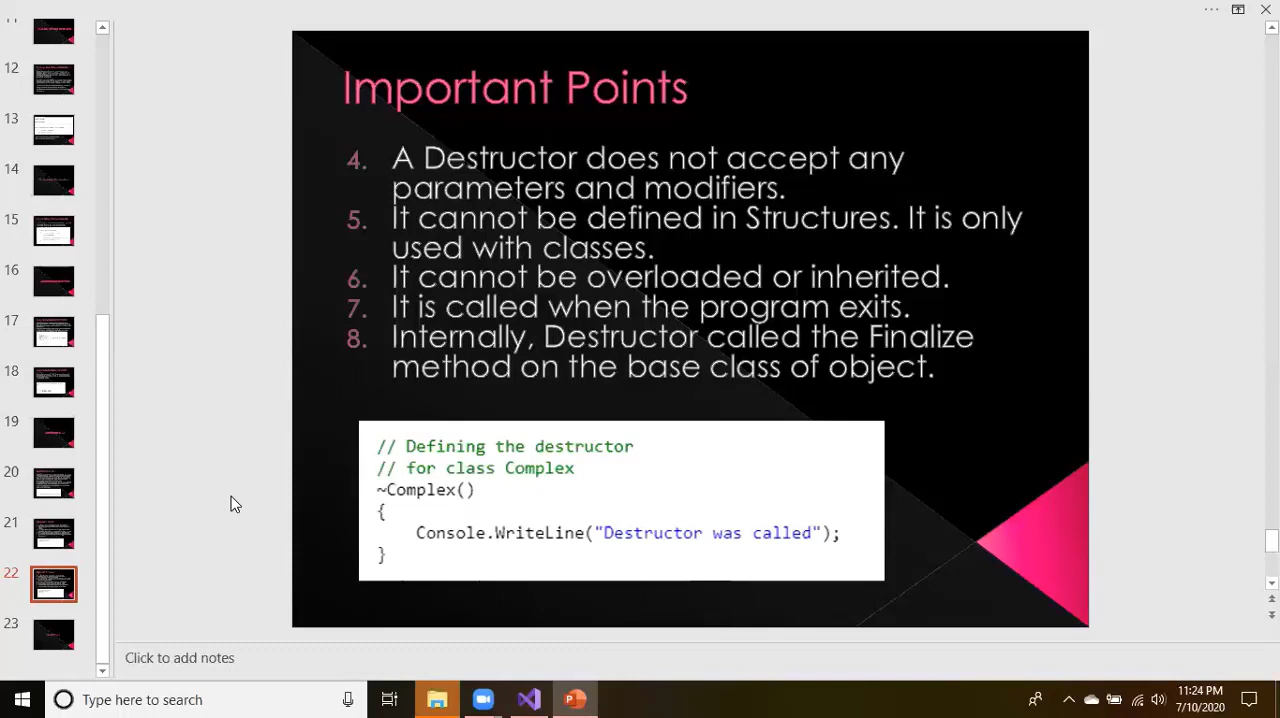 Important Points
4. A Destructor does not accept any
parameters and modifiers.
5. It cannot be defined in Structures. It is only
used with classes.
6. It cannot be overloaded or inherited.
7. It is called when the program exits.
8. Internally, Destructor called the Finalize
method on the base class of object.
// Defining the destructor
// for class Complex
~Complex()
{
Console.WriteLine("Destructor was called");
}
12
13
14
15
16
17
18
19
20
21
22
23
Click to add notes
Type here to search
11:24 PM
7/10/2020